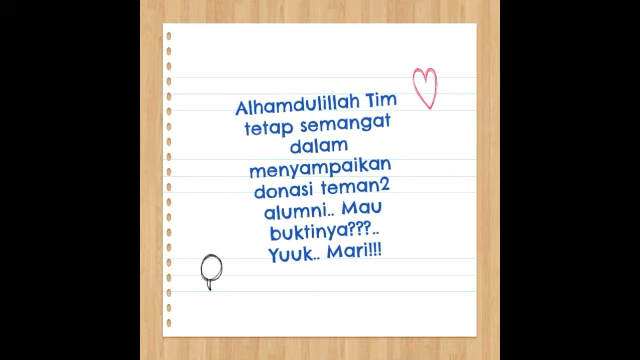 Alhamdulillah Tim
tetap semangat
dalam
menyampaikan
donasi teman2
alumni.. Mau
buktinya???..
Yuuk.. Mari!!!